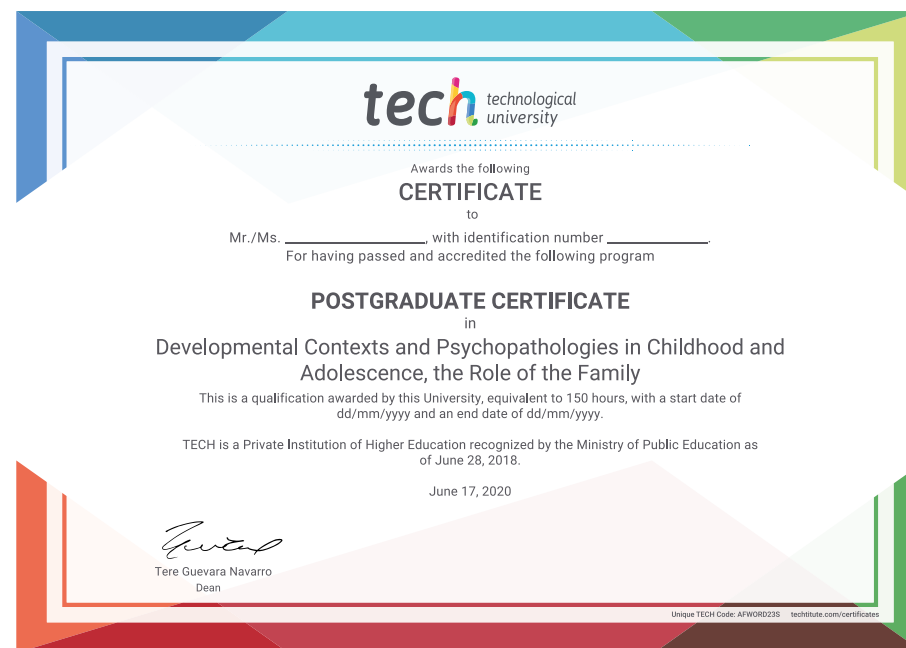 tech technological
university
Awards the following
CERTIFICATE
to
Mr./Ms. ____________________, with identification number ______________.
For having passed and accredited the following program
POSTGRADUATE CERTIFICATE
in
Developmental Contexts and Psychopathologies in Childhood and
Adolescence, the Role of the Family
This is a qualification awarded by this University, equivalent to 150 hours, with a start date of
dd/mm/yyyy and an end date of dd/mm/yyyy.
TECH is a Private Institution of Higher Education recognized by the Ministry of Public Education as
of June 28, 2018.
June 17, 2020
Tere Guevara Navarro
Dean
Unique TECH Code: AFWORD23S techtitute.com/certificates